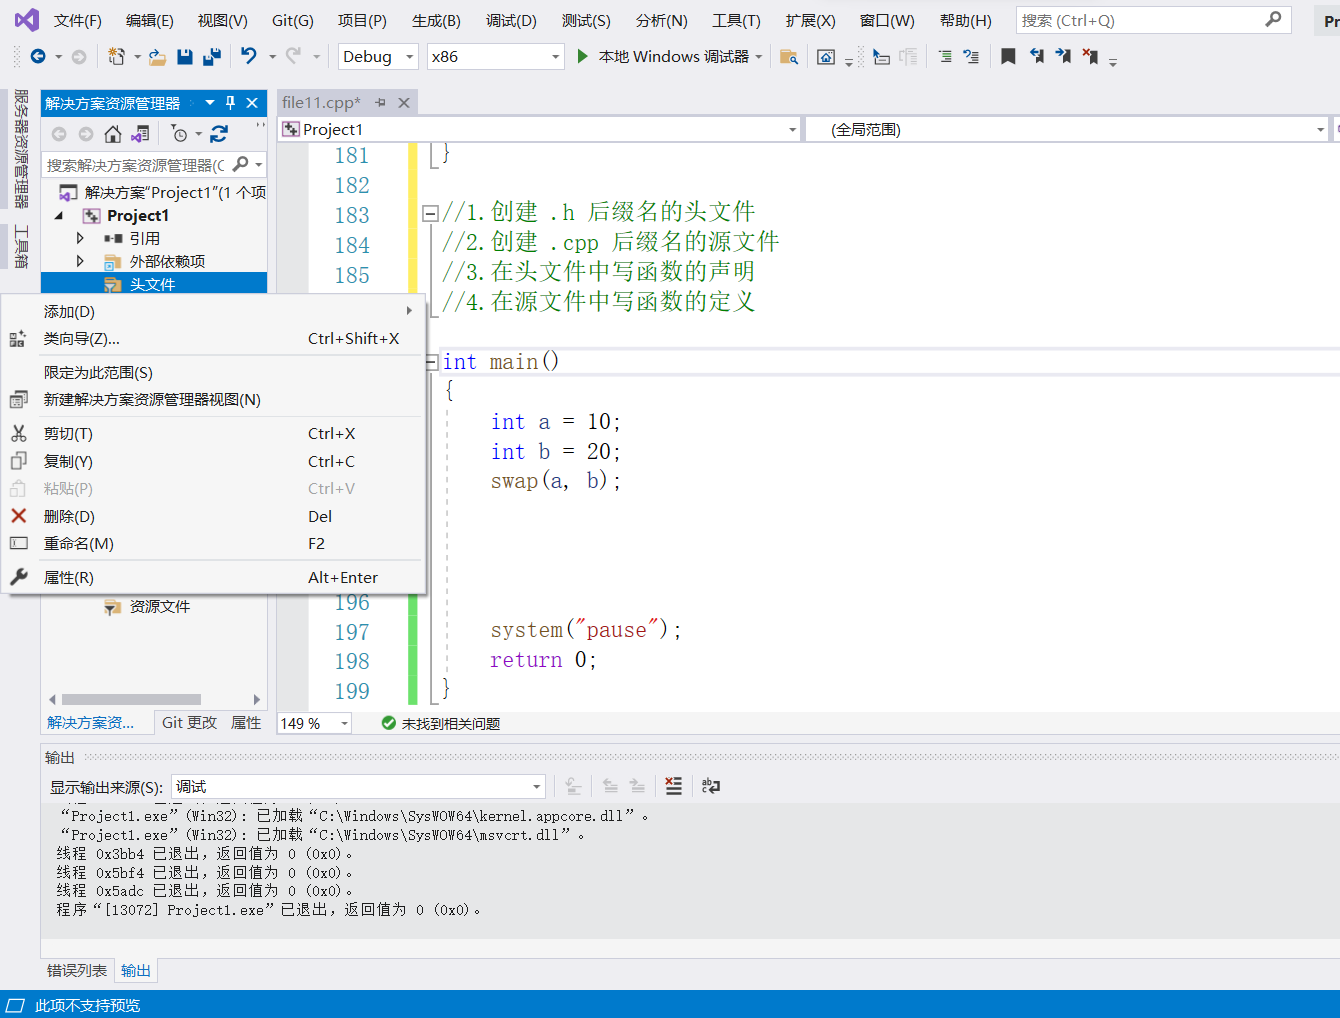 文件(F) 编辑(E) 视图(V) Git(G) 项目(P) 生成(B) 调试(D) 测试(S) 分析(N) 工具(T) 扩展(X) 窗口(W) 帮助(H) 搜索 (Ctrl+Q) Pr
Debug x86 本地 Windows 调试器
服务器资源管理器
工具箱
解决方案资源管理器
搜索解决方案资源管理器(C
解决方案"Project1"(1 个项
Project1
引用
外部依赖项
头文件
添加(D)
类向导(Z)... Ctrl+Shift+X
限定为此范围(S)
新建解决方案资源管理器视图(N)
剪切(T) Ctrl+X
复制(Y) Ctrl+C
粘贴(P) Ctrl+V
删除(D) Del
重命名(M) F2
属性(R) Alt+Enter
资源文件
解决方案资... Git 更改 属性
file11.cpp*
Project1 (全局范围)
181 }
182
183 //1.创建 .h 后缀名的头文件
184 //2.创建 .cpp 后缀名的源文件
185 //3.在头文件中写函数的声明
//4.在源文件中写函数的定义
int main()
{
int a = 10;
int b = 20;
swap(a, b);
196
197 system("pause");
198 return 0;
199 }
149 % 未找到相关问题
输出
显示输出来源(S): 调试
“Project1.exe”(Win32): 已加载“C:\Windows\SysWOW64\kernel.appcore.dll”。
“Project1.exe”(Win32): 已加载“C:\Windows\SysWOW64\msvcrt.dll”。
线程 0x3bb4 已退出，返回值为 0 (0x0)。
线程 0x5bf4 已退出，返回值为 0 (0x0)。
线程 0x5adc 已退出，返回值为 0 (0x0)。
程序“[13072] Project1.exe”已退出，返回值为 0 (0x0)。
错误列表 输出
此项不支持预览